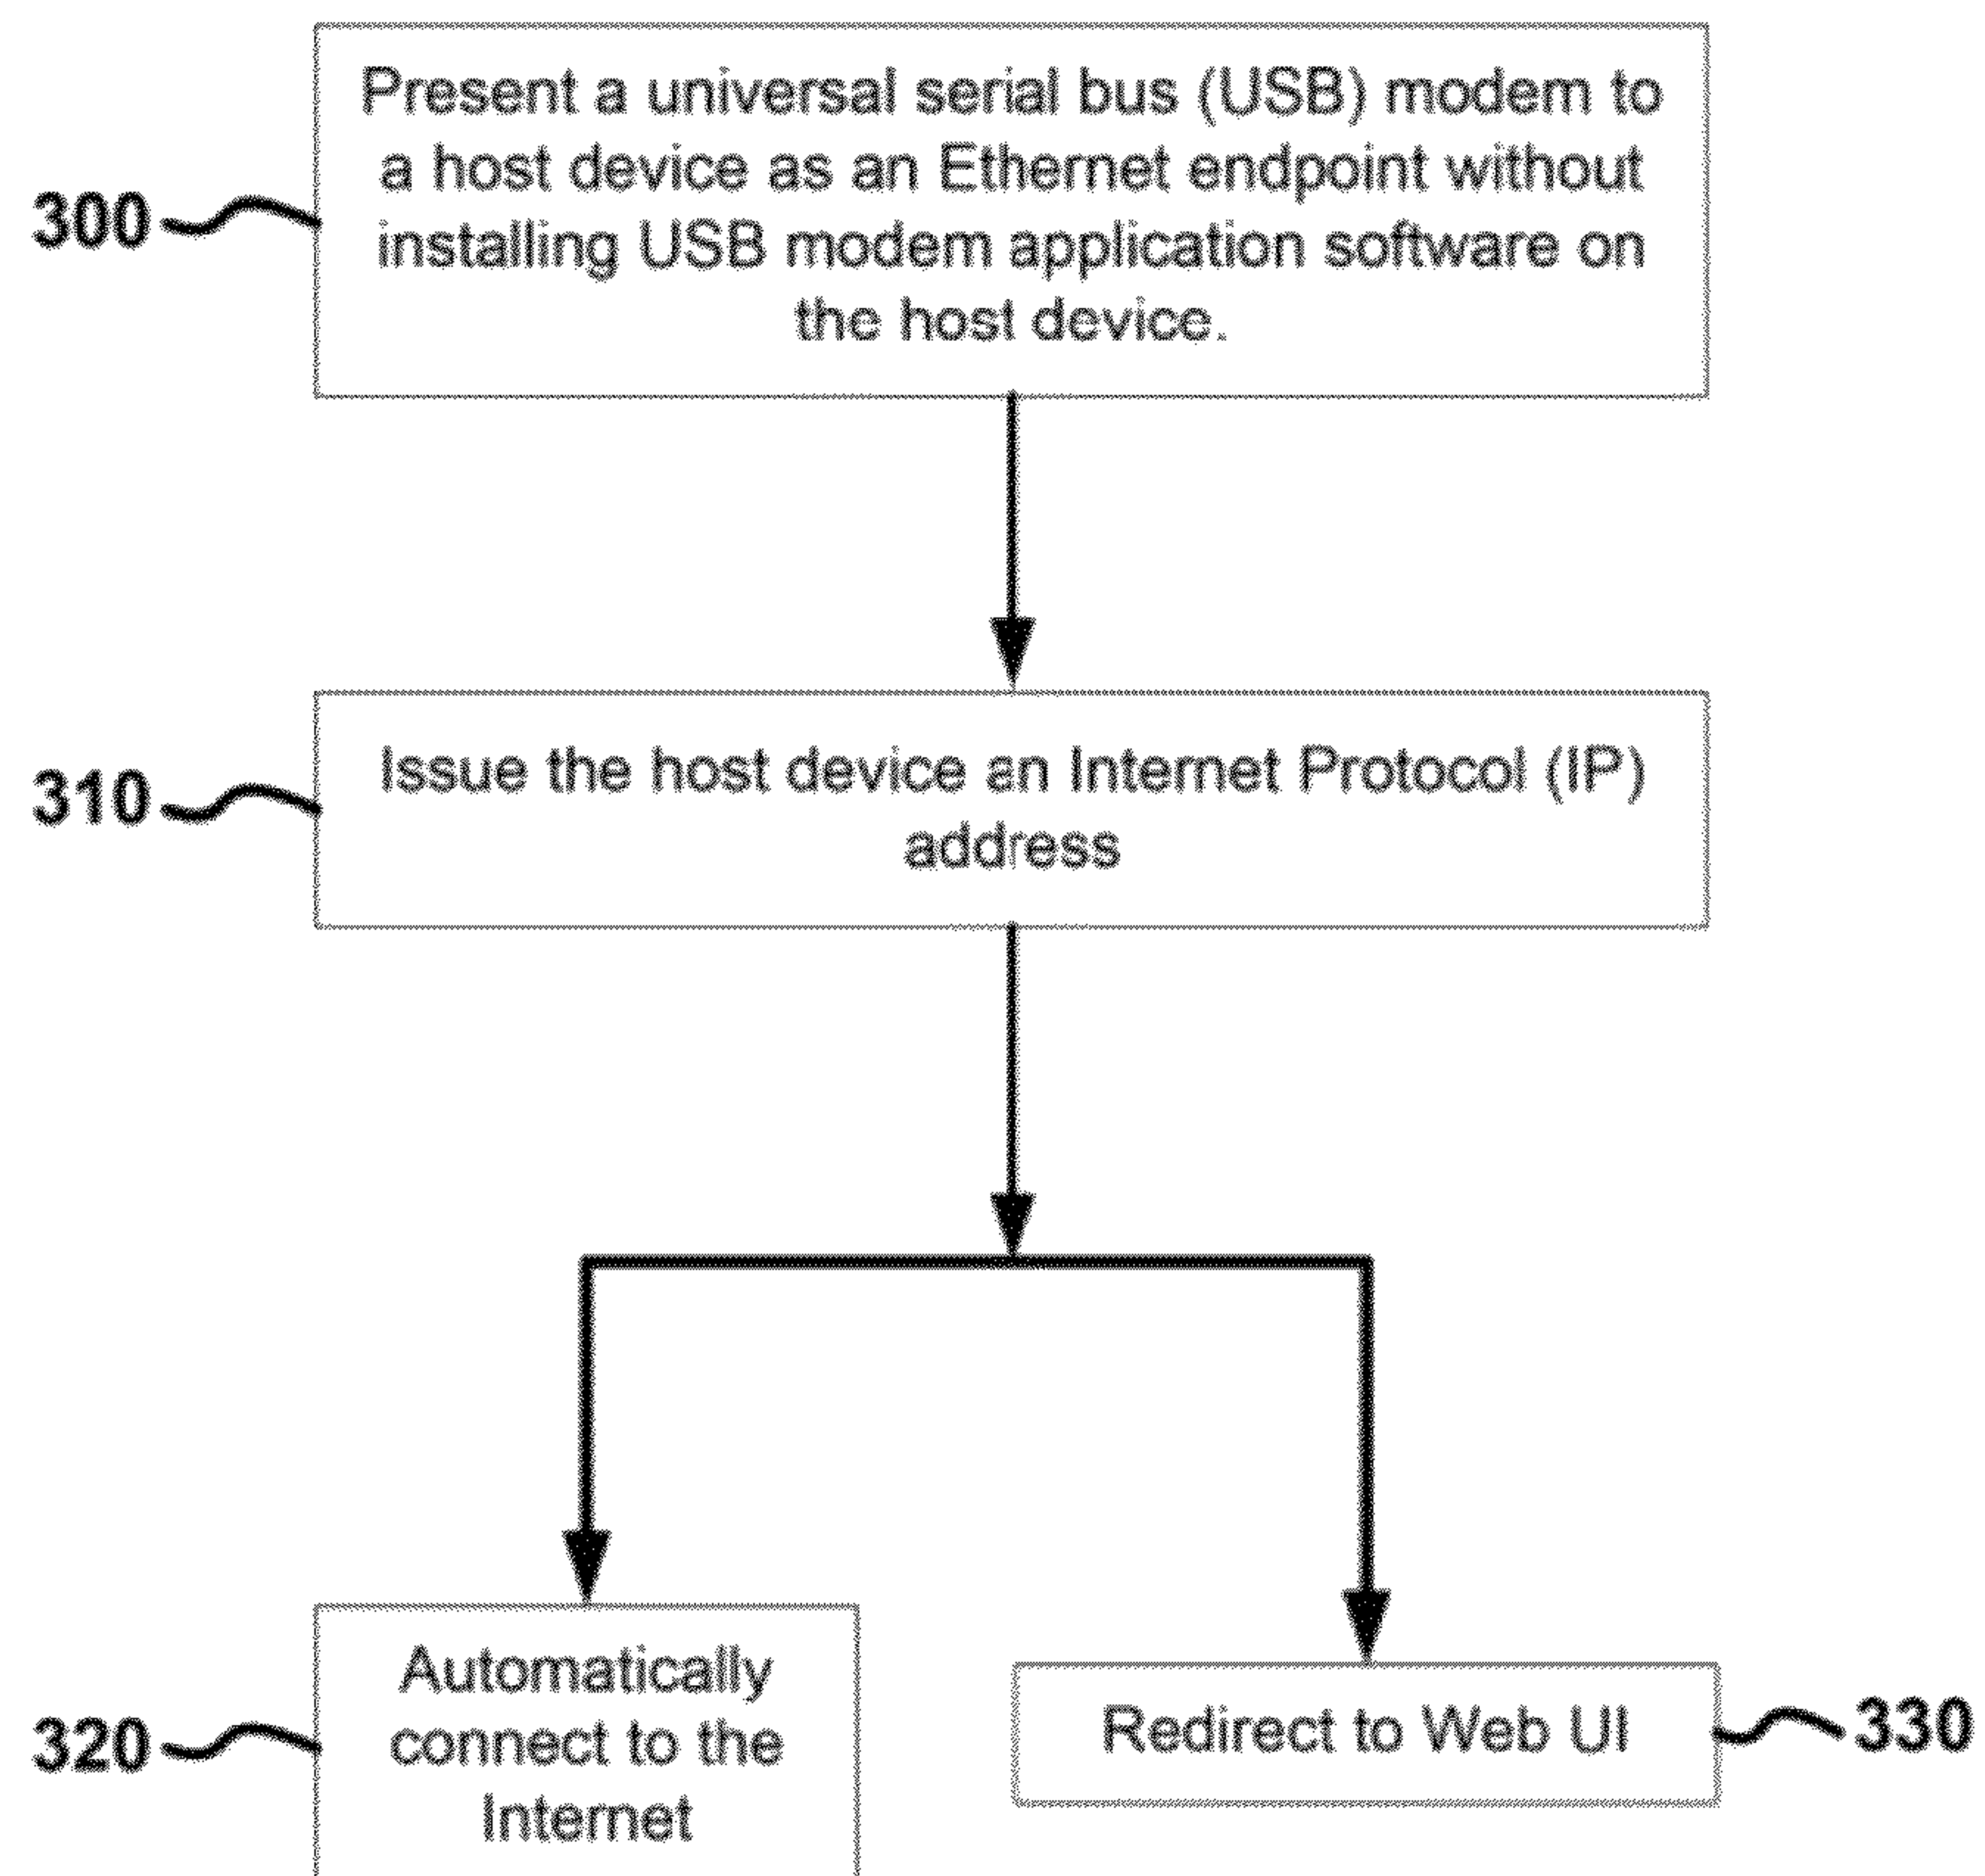 Present a universal serial bus (USB) modem to
a host device as an Ethernet endpoint without
installing USB modem application software on
the host device.
300
Issue the host device an Internet Protocol (IP)
address
310
Automatically
connect to the
Internet
320
Redirect to Web UI
330